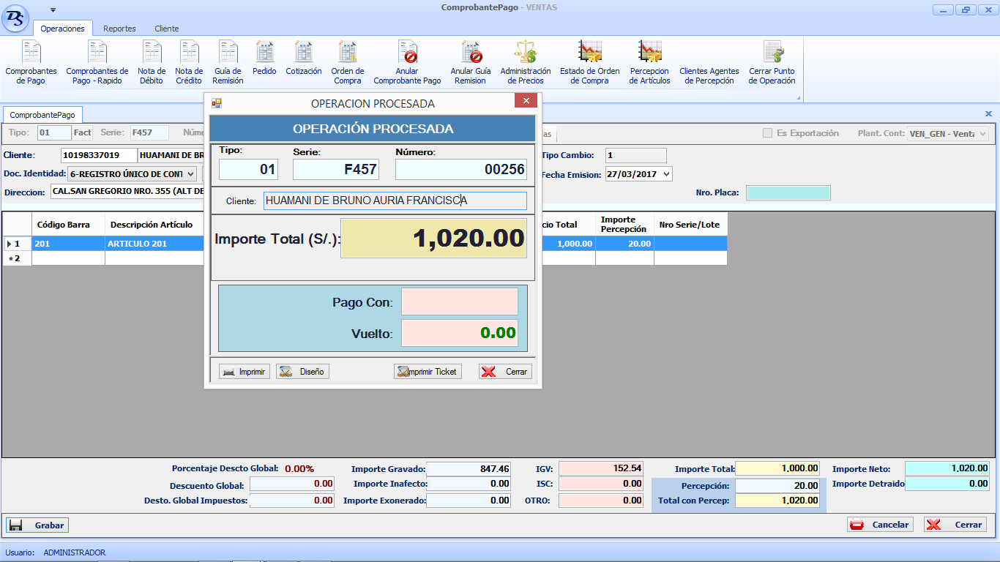 ComprobantePago - VENTAS
DS
Operaciones Reportes Cliente
Comprobantes de Pago
Comprobantes de Pago - Rapido
Nota de Débito
Nota de Crédito
Guía de Remisión
Pedido
Cotización
Orden de Compra
Anular Comprobante Pago
Anular Guía Remision
Administración de Precios
Estado de Orden de Compra
Percepcion de Artículos
Clientes Agentes de Percepción
Cerrar Punto de Operación
ComprobantePago
Tipo: 01 Fact Serie: F457
Es Exportación Plant. Cont: VEN_GEN - Venta
Cliente: 10198337019 HUAMANI DE BR
Tipo Cambio: 1
Doc. Identidad: 6-REGISTRO ÚNICO DE CONT
Fecha Emision: 27/03/2017
Direccion: CAL.SAN GREGORIO NRO. 355 (ALT DE
Nro. Placa:
Código Barra Descripción Artículo Total Importe Percepción Nro Serie/Lote
1 201 ARTICULO 201 1,000.00 20.00
* 2
OPERACION PROCESADA
OPERACIÓN PROCESADA
Tipo: Serie: Número:
01 F457 00256
Cliente: HUAMANI DE BRUNO AURIA FRANCISCA
Importe Total (S/.): 1,020.00
Pago Con:
Vuelto: 0.00
Imprimir Diseño Imprimir Ticket Cerrar
Porcentaje Descto Global: 0.00% Importe Gravado: 847.46 IGV: 152.54 Importe Total: 1,000.00 Importe Neto: 1,020.00
Descuento Global: 0.00 Importe Inafecto: 0.00 ISC: 0.00 Percepción: 20.00 Importe Detraido 0.00
Desto. Global Impuestos: 0.00 Importe Exonerado: 0.00 OTRO: 0.00 Total con Percep: 1,020.00
Grabar Cancelar Cerrar
Usuario: ADMINISTRADOR